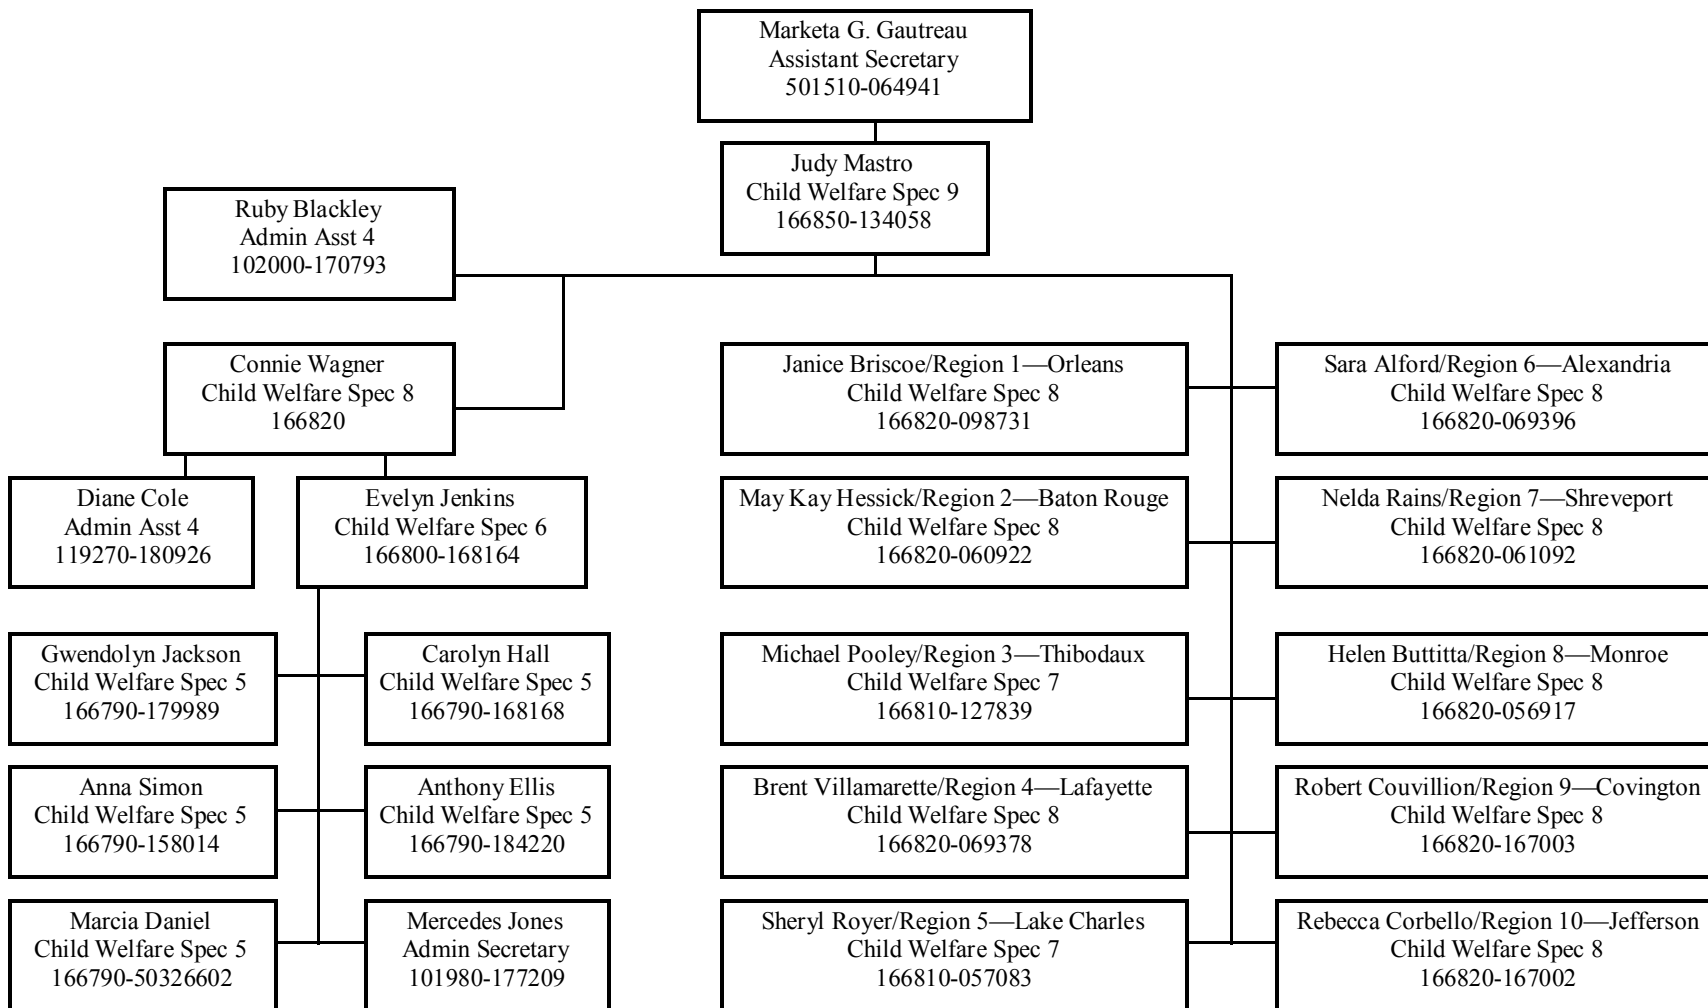 Marketa G. Gautreau
Assistant Secretary
501510-064941
Judy Mastro
Child Welfare Spec 9
166850-134058
Ruby Blackley
Admin Asst 4
102000-170793
Connie Wagner
Child Welfare Spec 8
166820
Diane Cole
Admin Asst 4
119270-180926
Evelyn Jenkins
Child Welfare Spec 6
166800-168164
Gwendolyn Jackson
Child Welfare Spec 5
166790-179989
Carolyn Hall
Child Welfare Spec 5
166790-168168
Anna Simon
Child Welfare Spec 5
166790-158014
Anthony Ellis
Child Welfare Spec 5
166790-184220
Marcia Daniel
Child Welfare Spec 5
166790-50326602
Mercedes Jones
Admin Secretary
101980-177209
Janice Briscoe/Region 1—Orleans
Child Welfare Spec 8
166820-098731
Sara Alford/Region 6—Alexandria
Child Welfare Spec 8
166820-069396
May Kay Hessick/Region 2—Baton Rouge
Child Welfare Spec 8
166820-060922
Nelda Rains/Region 7—Shreveport
Child Welfare Spec 8
166820-061092
Michael Pooley/Region 3—Thibodaux
Child Welfare Spec 7
166810-127839
Helen Buttitta/Region 8—Monroe
Child Welfare Spec 8
166820-056917
Brent Villamarette/Region 4—Lafayette
Child Welfare Spec 8
166820-069378
Robert Couvillion/Region 9—Covington
Child Welfare Spec 8
166820-167003
Sheryl Royer/Region 5—Lake Charles
Child Welfare Spec 7
166810-057083
Rebecca Corbello/Region 10—Jefferson
Child Welfare Spec 8
166820-167002